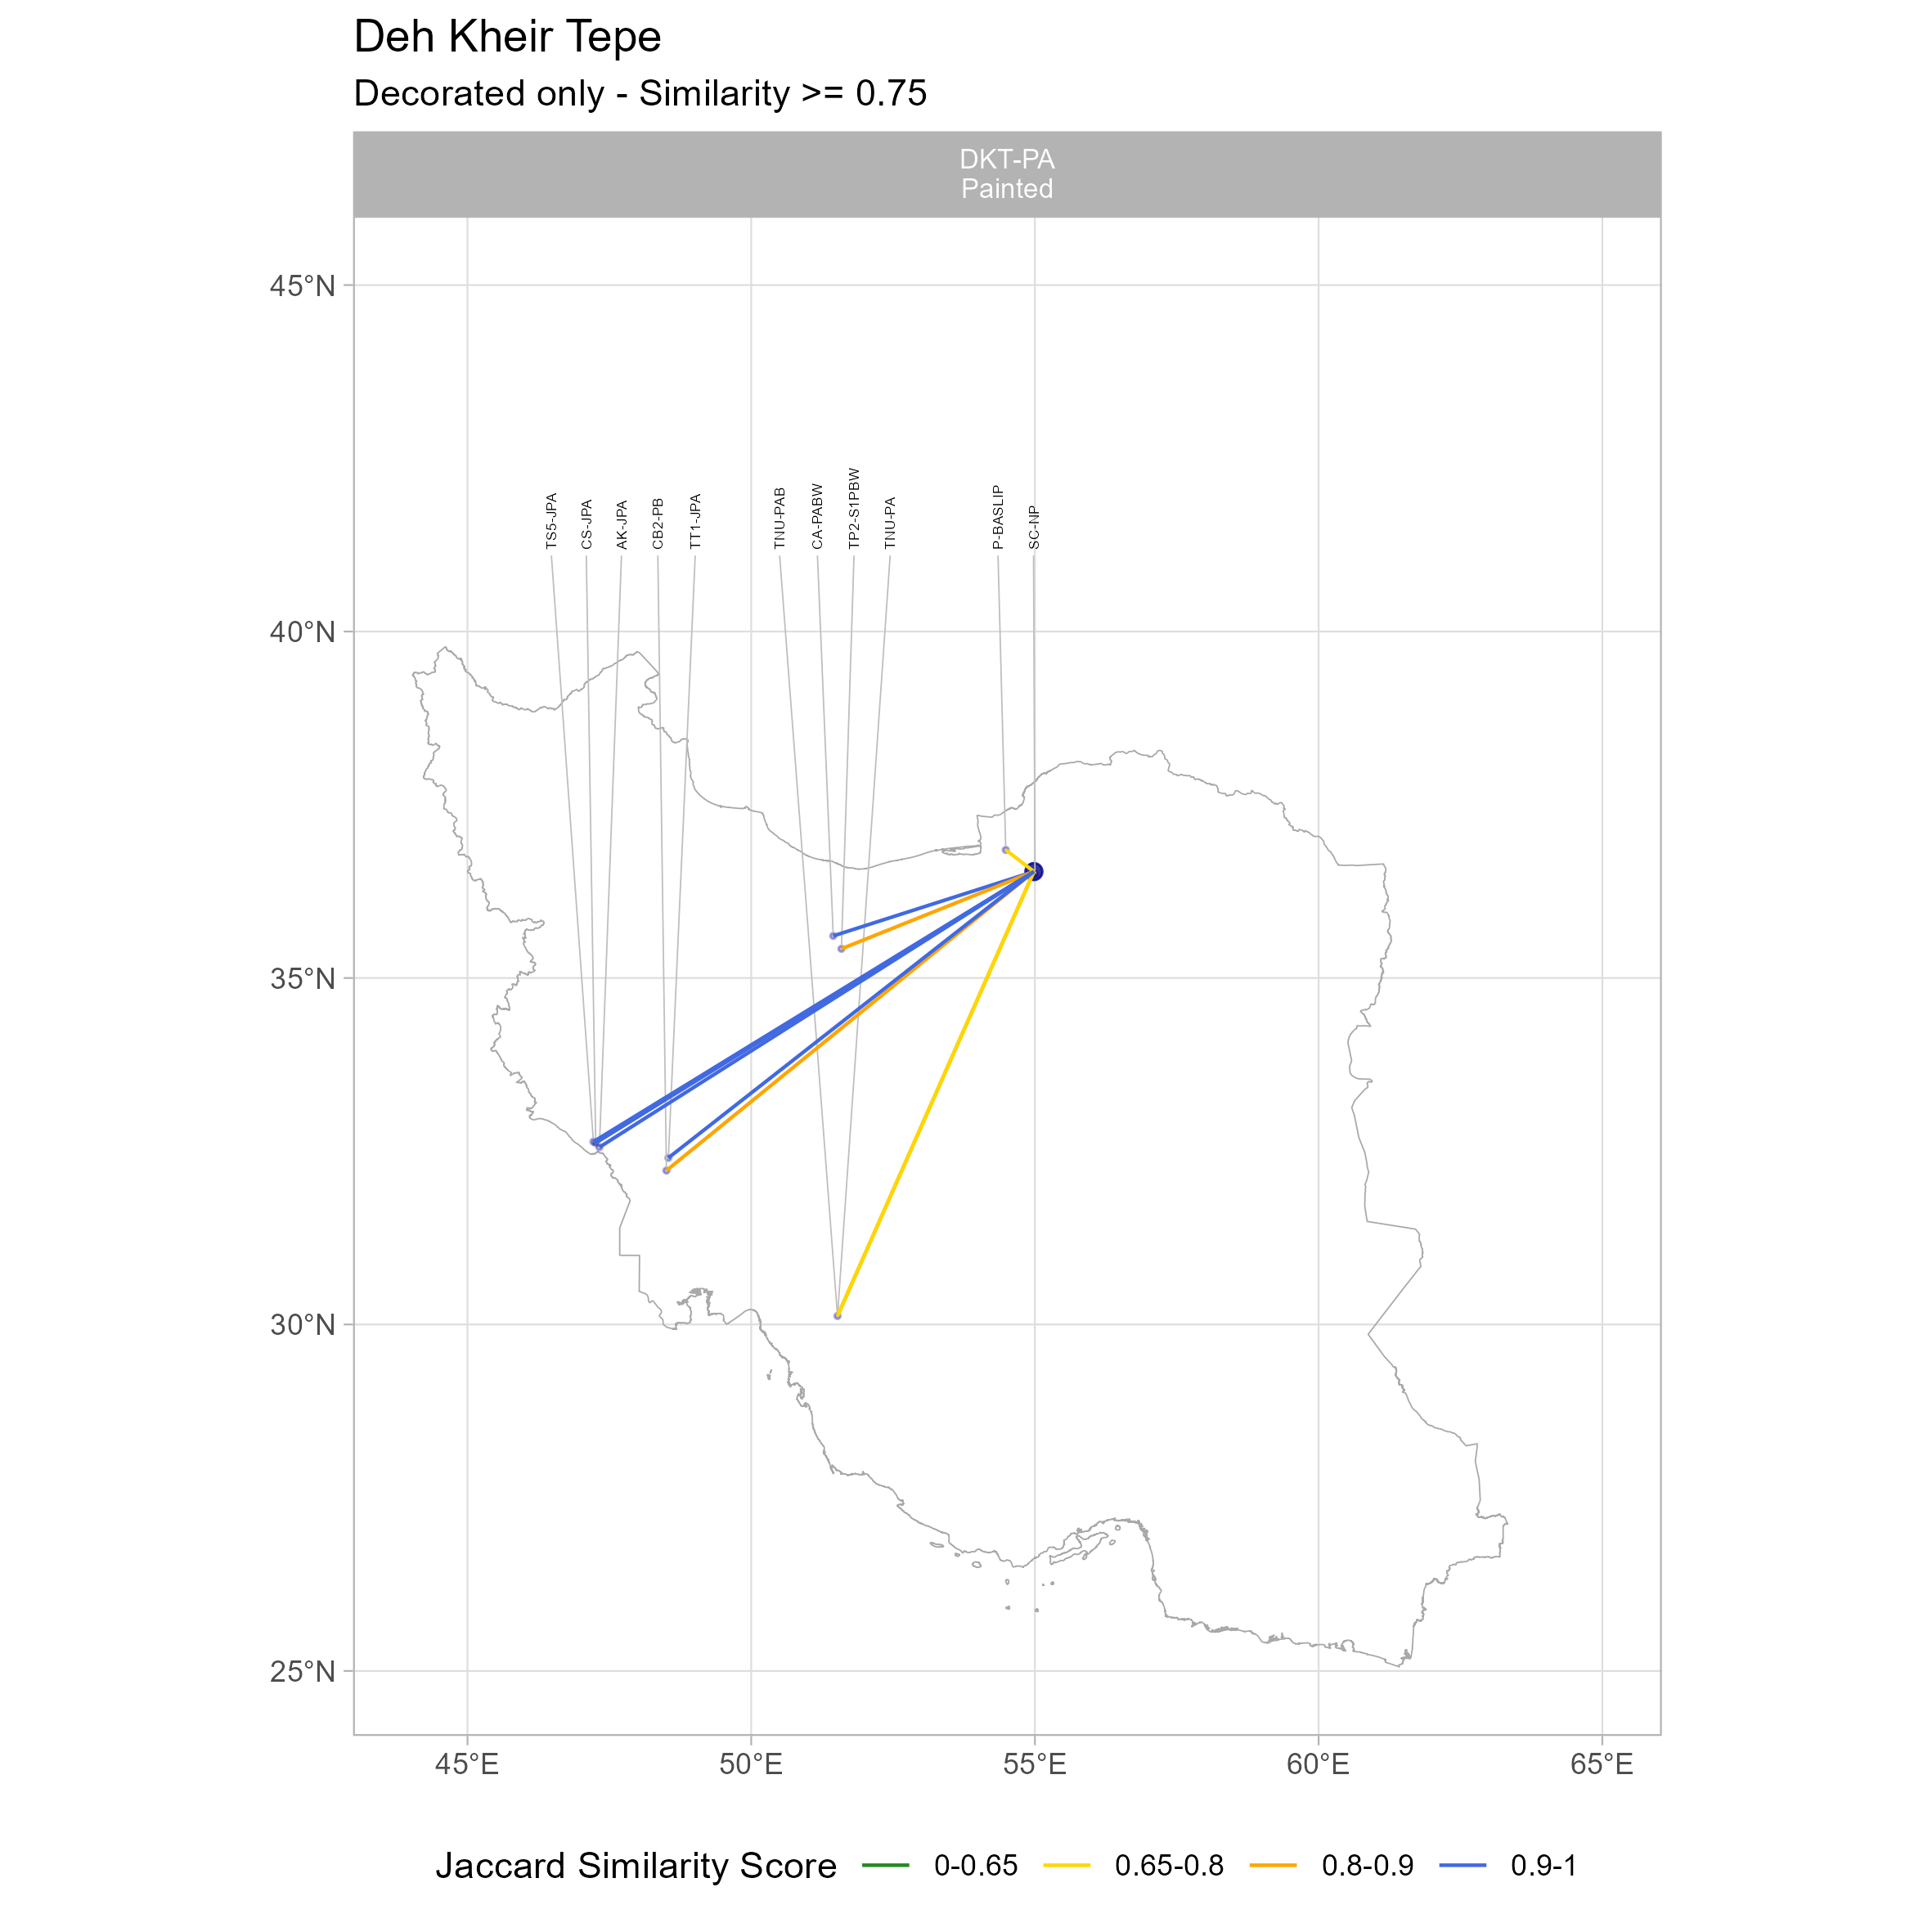 Deh Kheir Tepe
Decorated only - Similarity >= 0.75
DKT-PA
Painted
45°N
40°N
35°N
30°N
25°N
TS5-JPA
CS-JPA
AK-JPA
CB2-PB
TT1-JPA
TNU-PAB
CA-PABW
TP2-S1PBW
TNU-PA
P-BASLIP
SC-NP
45°E 50°E 55°E 60°E 65°E
Jaccard Similarity Score 0-0.65 0.65-0.8 0.8-0.9 0.9-1